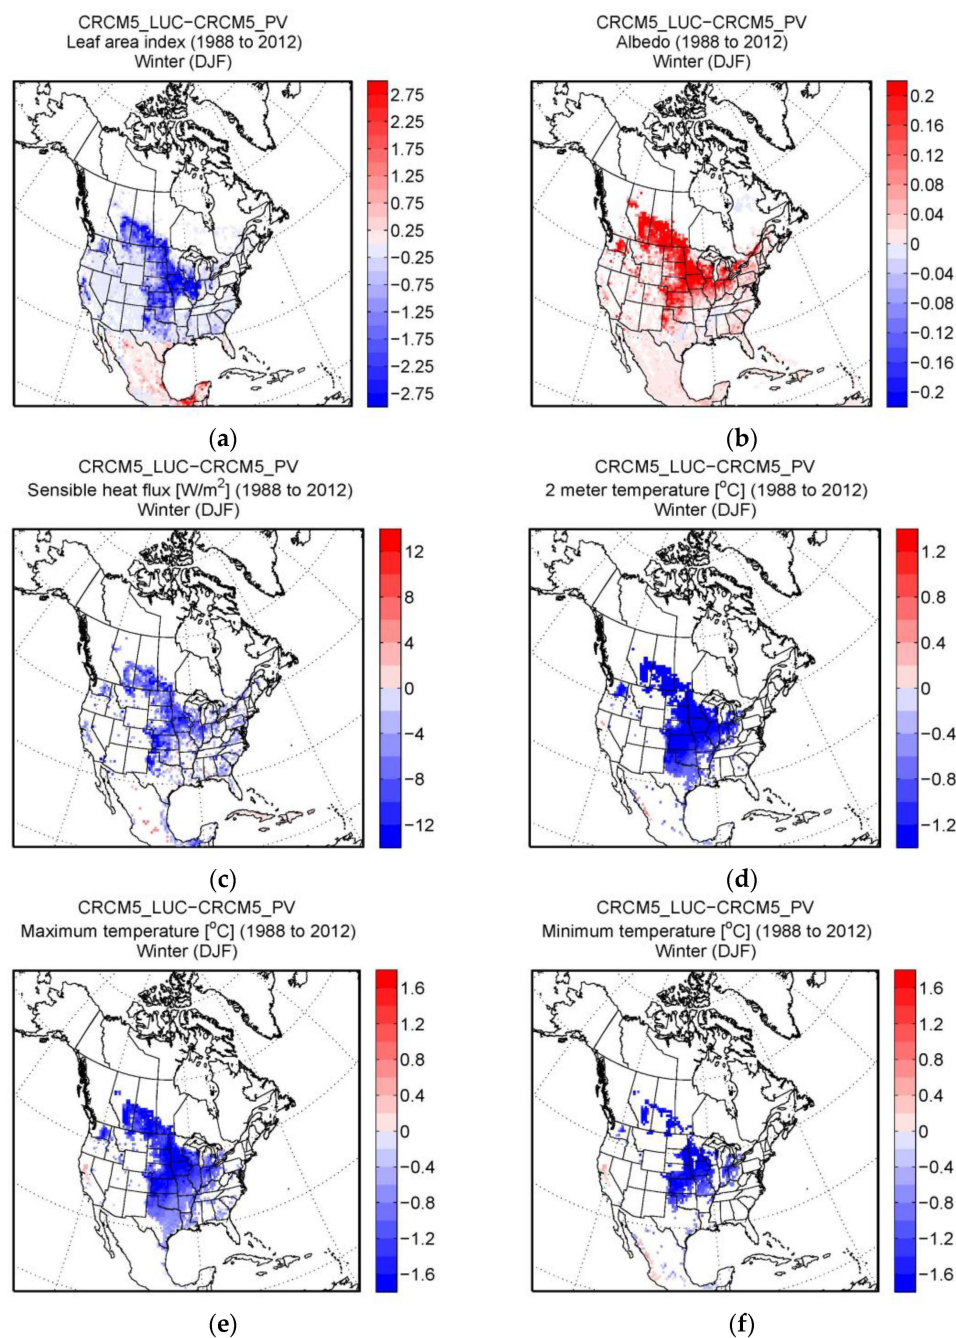 CRCM5_LUC−CRCM5_PV
Leaf area index (1988 to 2012)
Winter (DJF)
2.75
2.25
1.75
1.25
0.75
0.25
−0.25
−0.75
−1.25
−1.75
−2.25
−2.75
(a)
CRCM5_LUC−CRCM5_PV
Albedo (1988 to 2012)
Winter (DJF)
0.2
0.16
0.12
0.08
0.04
0
−0.04
−0.08
−0.12
−0.16
−0.2
(b)
CRCM5_LUC−CRCM5_PV
Sensible heat flux [W/m²] (1988 to 2012)
Winter (DJF)
12
8
4
0
−4
−8
−12
(c)
CRCM5_LUC−CRCM5_PV
2 meter temperature [°C] (1988 to 2012)
Winter (DJF)
1.2
0.8
0.4
0
−0.4
−0.8
−1.2
(d)
CRCM5_LUC−CRCM5_PV
Maximum temperature [°C] (1988 to 2012)
Winter (DJF)
1.6
1.2
0.8
0.4
0
−0.4
−0.8
−1.2
−1.6
(e)
CRCM5_LUC−CRCM5_PV
Minimum temperature [°C] (1988 to 2012)
Winter (DJF)
1.6
1.2
0.8
0.4
0
−0.4
−0.8
−1.2
−1.6
(f)